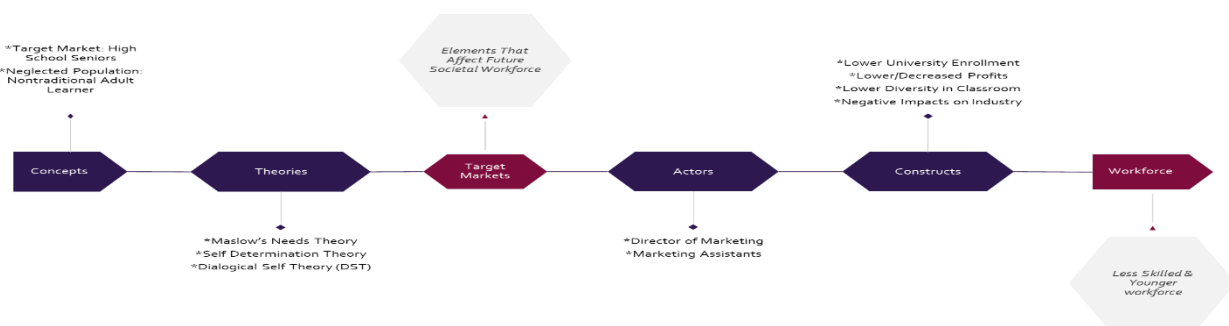 *Target Market: High
School Seniors
*Neglected Population:
Nontraditional Adult
Learner
Elements That
Affect Future
Societal Workforce
*Lower University Enrollment
*Lower/Decreased Profits
*Lower Diversity in Classroom
*Negative Impacts on Industry
Concepts
Theories
Target
Markets
Actors
Constructs
Workforce
*Maslow's Needs Theory
*Self Determination Theory
*Dialogical Self Theory (DST)
*Director of Marketing
*Marketing Assistants
Less Skilled &
Younger
workforce